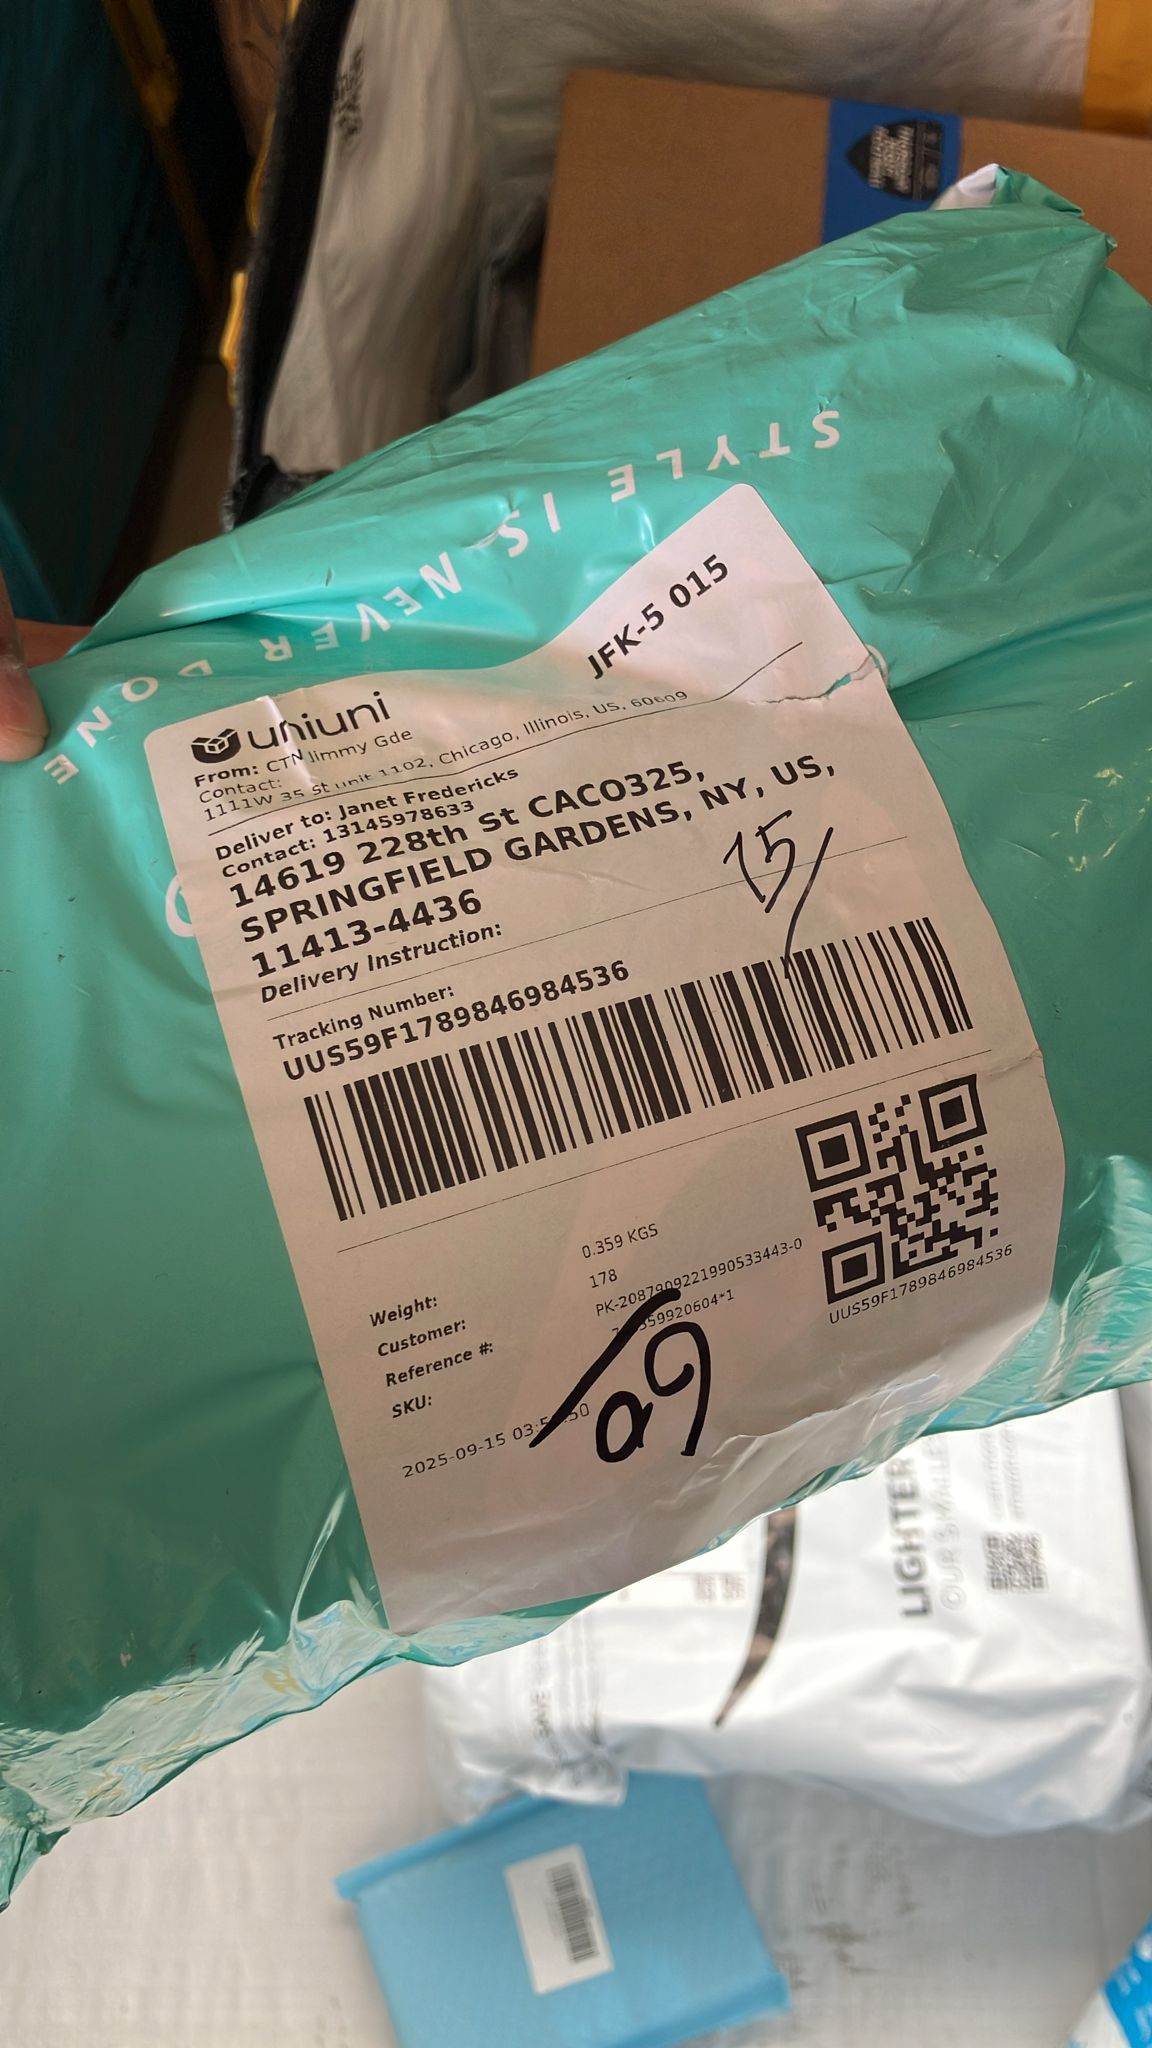 STYLE IS NEVER DONE
JFK-5 015
uniuni
From: CTN Jimmy Gde
Contact:
1111W 35 St unit 1102, Chicago, Illinois, US, 60609
Deliver to: Janet Fredericks
Contact: 13145978633
14619 228th St CACO325,
SPRINGFIELD GARDENS, NY, US,
11413-4436
15/
Delivery Instruction:
Tracking Number:
UUS59F1789846984536
Weight: 0.359 KGS
Customer: 178
Reference #: PK-2087909221990533443-0
SKU:
UUS59F1789846984536
2025-09-15
LIGHTER